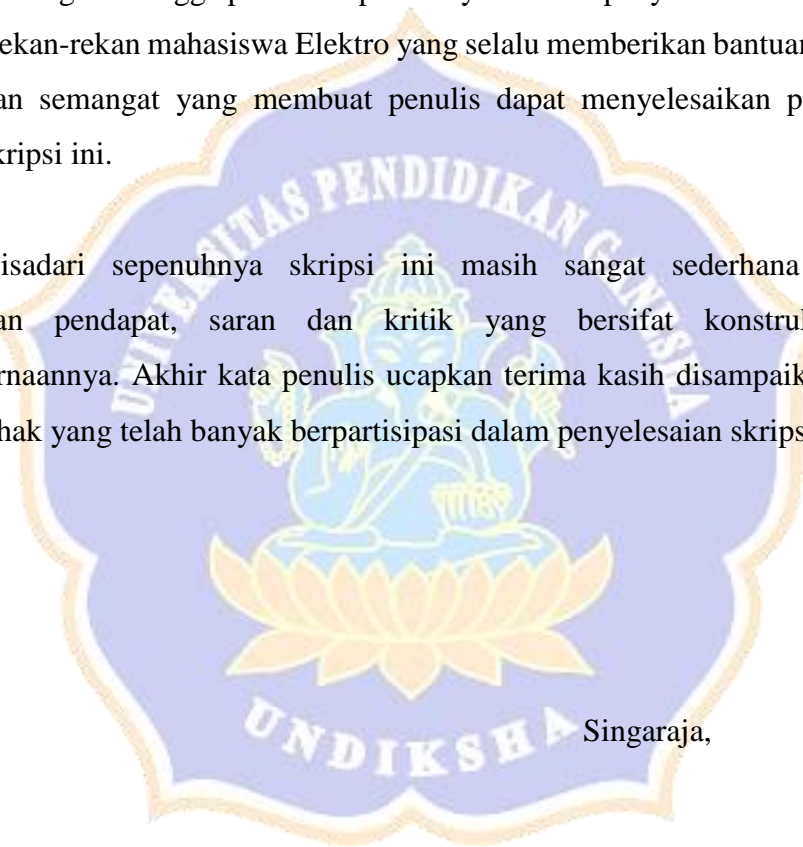 ekan-rekan mahasiswa Elektro yang selalu memberikan bantuan
an semangat yang membuat penulis dapat menyelesaikan p
kripsi ini.
UNIVERSITAS PENDIDIKAN GANESHA
isadari sepenuhnya skripsi ini masih sangat sederhana
an pendapat, saran dan kritik yang bersifat konstru
rnaannya. Akhir kata penulis ucapkan terima kasih disampaik
hak yang telah banyak berpartisipasi dalam penyelesaian skrips
UNDIKSHA
Singaraja,